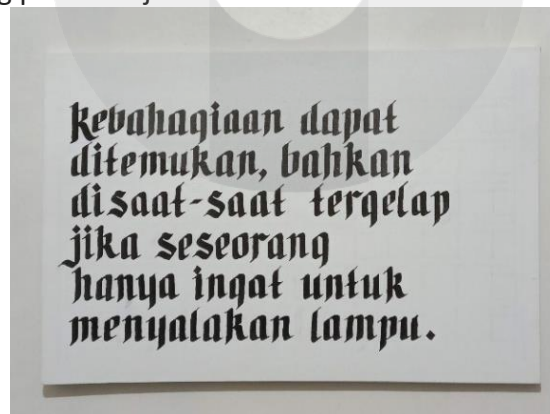 kebahagiaan dapat
ditemukan, bahkan
disaat-saat tergelap
jika seseorang
hanya ingat untuk
menyalakan lampu.